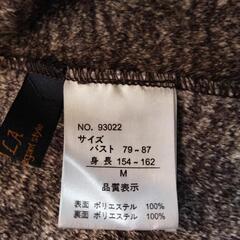 NO. 93022
サイズ
バスト 79-87
身長 154-162
M
品質表示
表面 ポリエステル 100%
裏面 ポリエステル 100%
LA